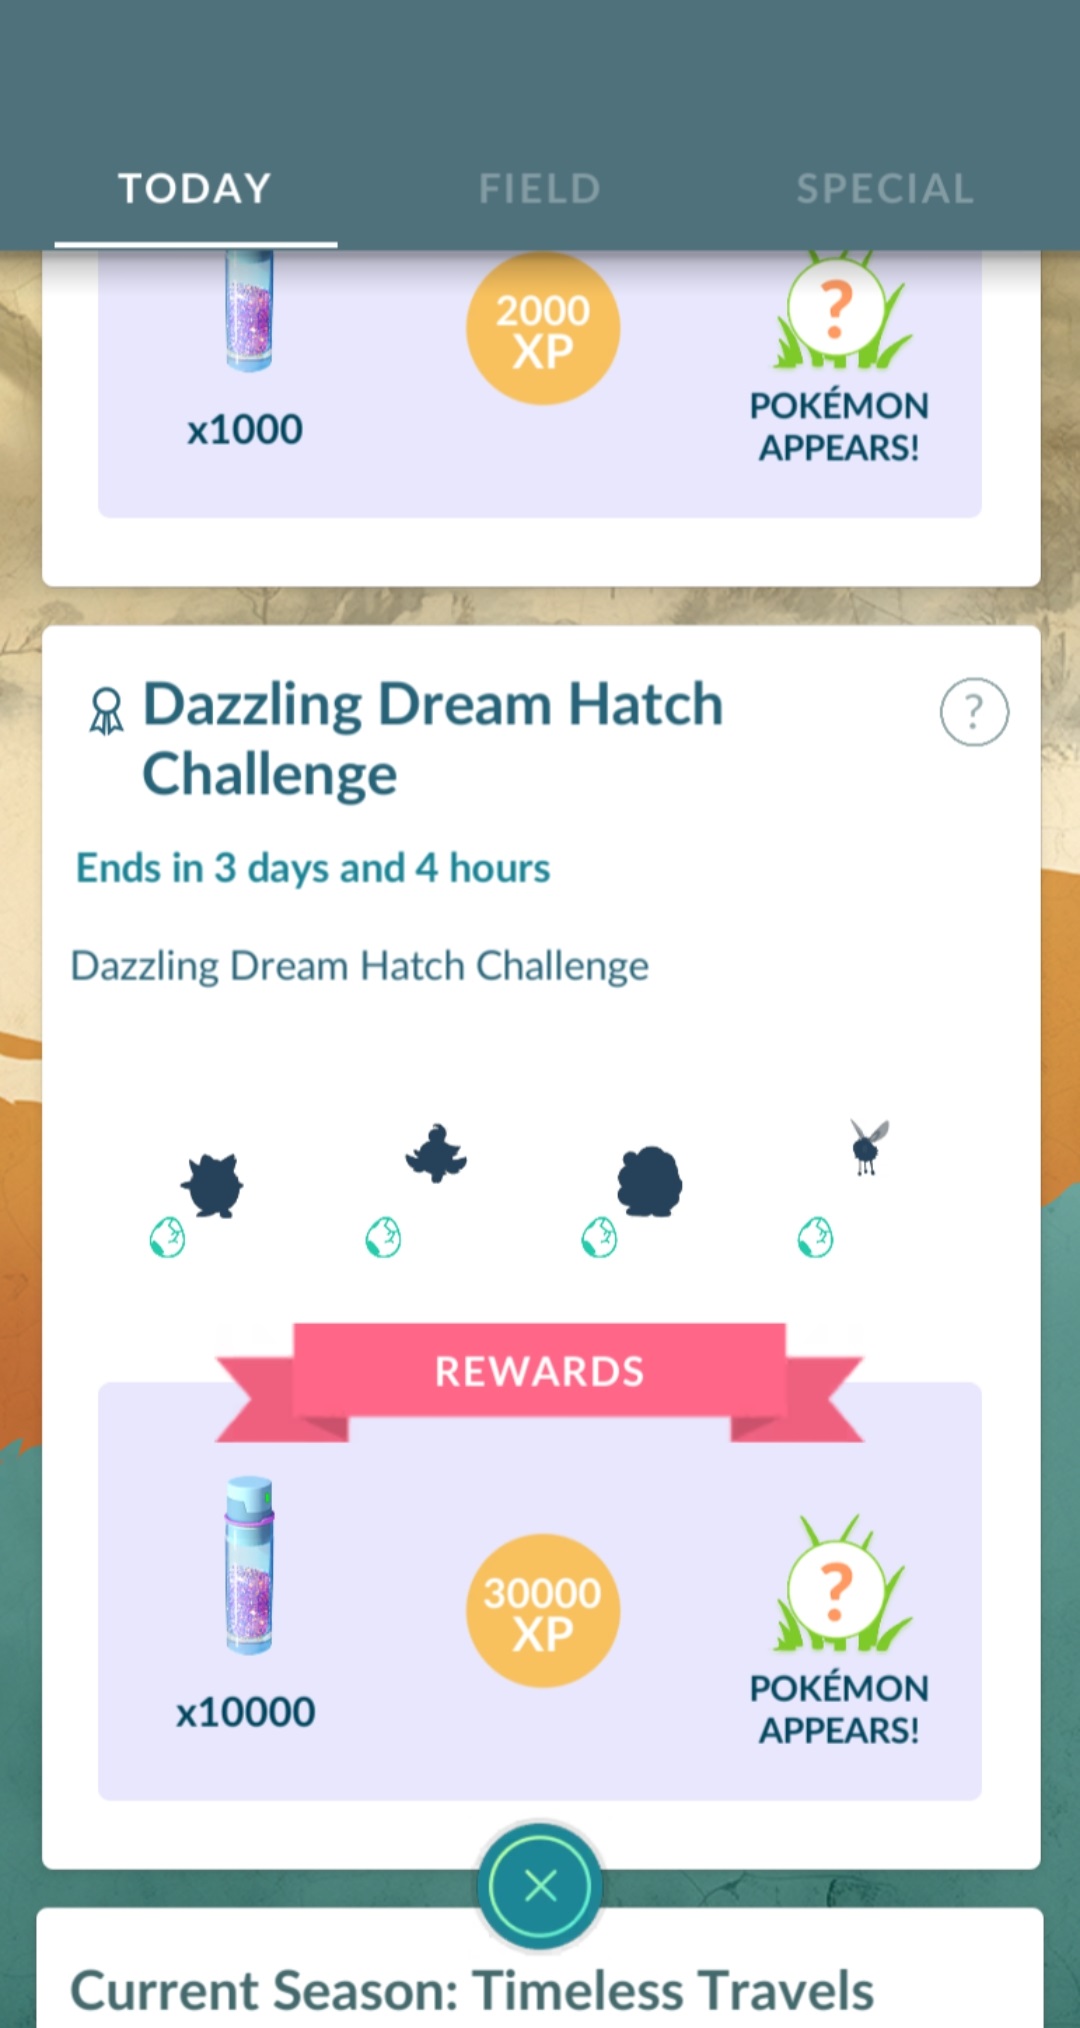 TODAY
FIELD
SPECIAL
x1000
2000
XP
?
POKÉMON
APPEARS!
Dazzling Dream Hatch
Challenge
?
Ends in 3 days and 4 hours
Dazzling Dream Hatch Challenge
REWARDS
x10000
30000
XP
?
POKÉMON
APPEARS!
Current Season: Timeless Travels